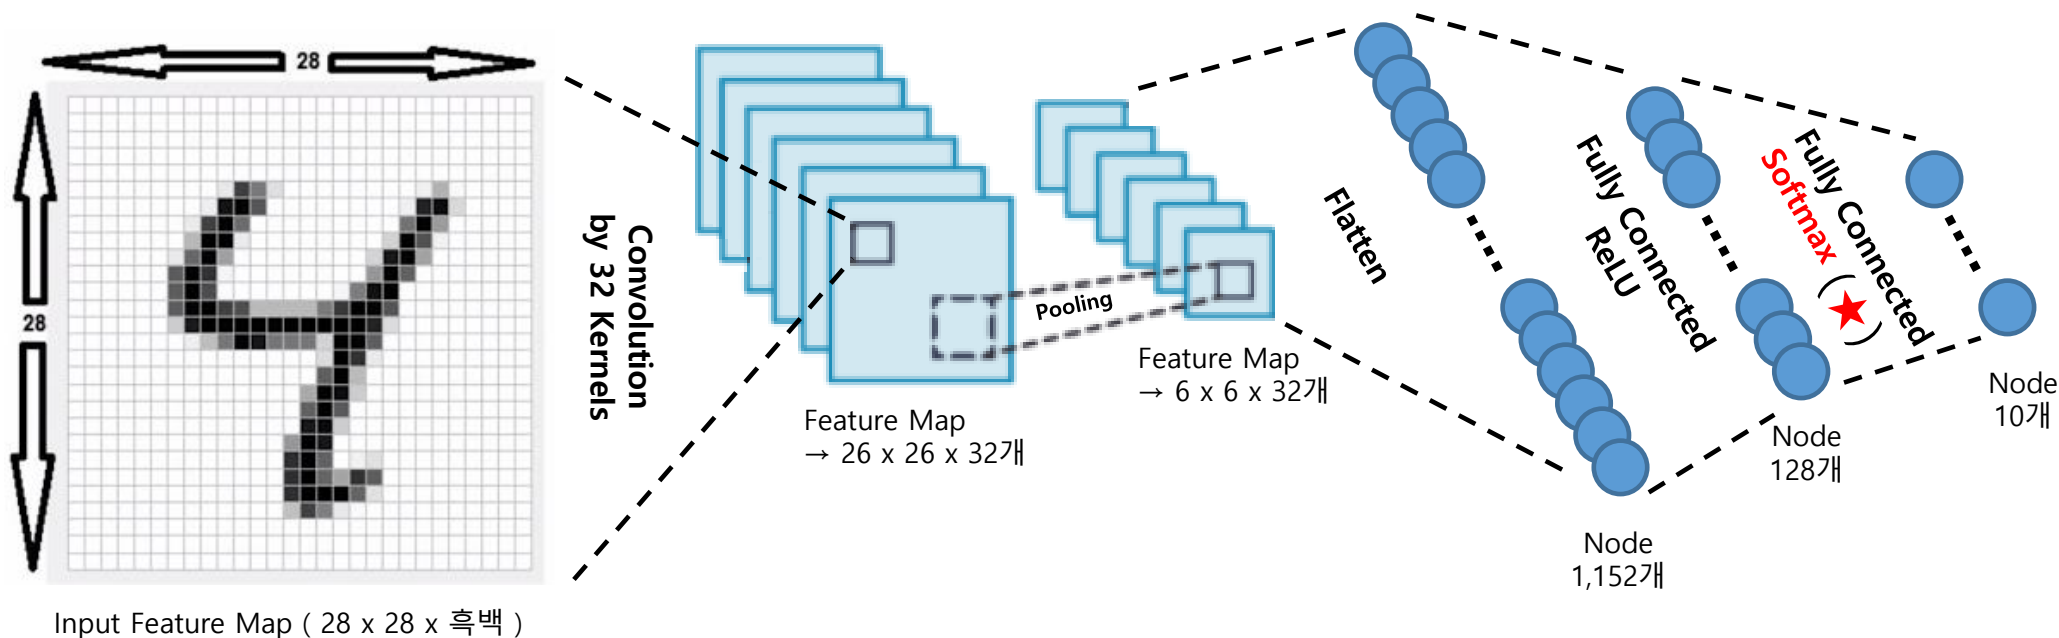 28
28
Input Feature Map ( 28 x 28 x 흑백 )
Convolution
by 32 Kernels
Feature Map
→ 26 x 26 x 32개
Pooling
Feature Map
→ 6 x 6 x 32개
Flatten
Node
1,152개
Fully Connected
ReLU
Node
128개
Fully Connected
Softmax (★)
Node
10개